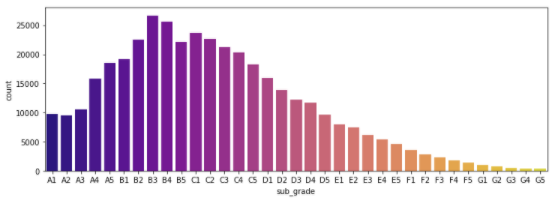 25000
20000
15000
10000
5000
0
count
A1 A2 A3 A4 A5 B1 B2 B3 B4 B5 C1 C2 C3 C4 C5 D1 D2 D3 D4 D5 E1 E2 E3 E4 E5 F1 F2 F3 F4 F5 G1 G2 G3 G4 G5
sub_grade